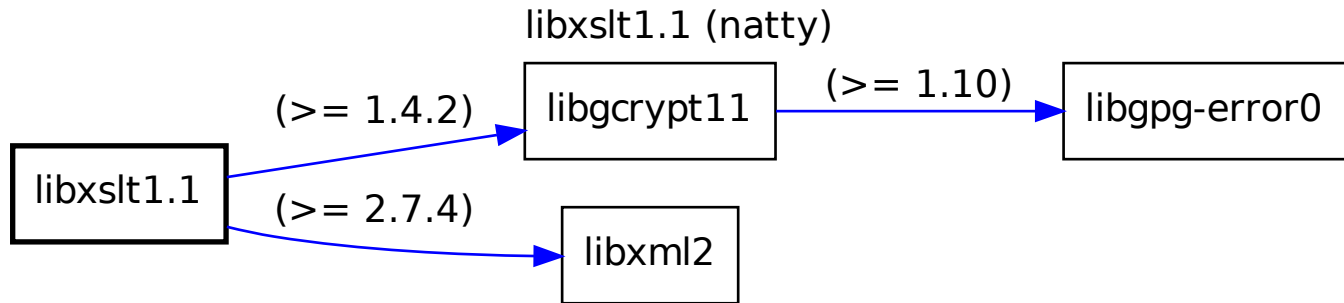 libxslt1.1 (natty)
libxslt1.1
(>= 1.4.2)
libgcrypt11
(>= 1.10)
libgpg-error0
(>= 2.7.4)
libxml2